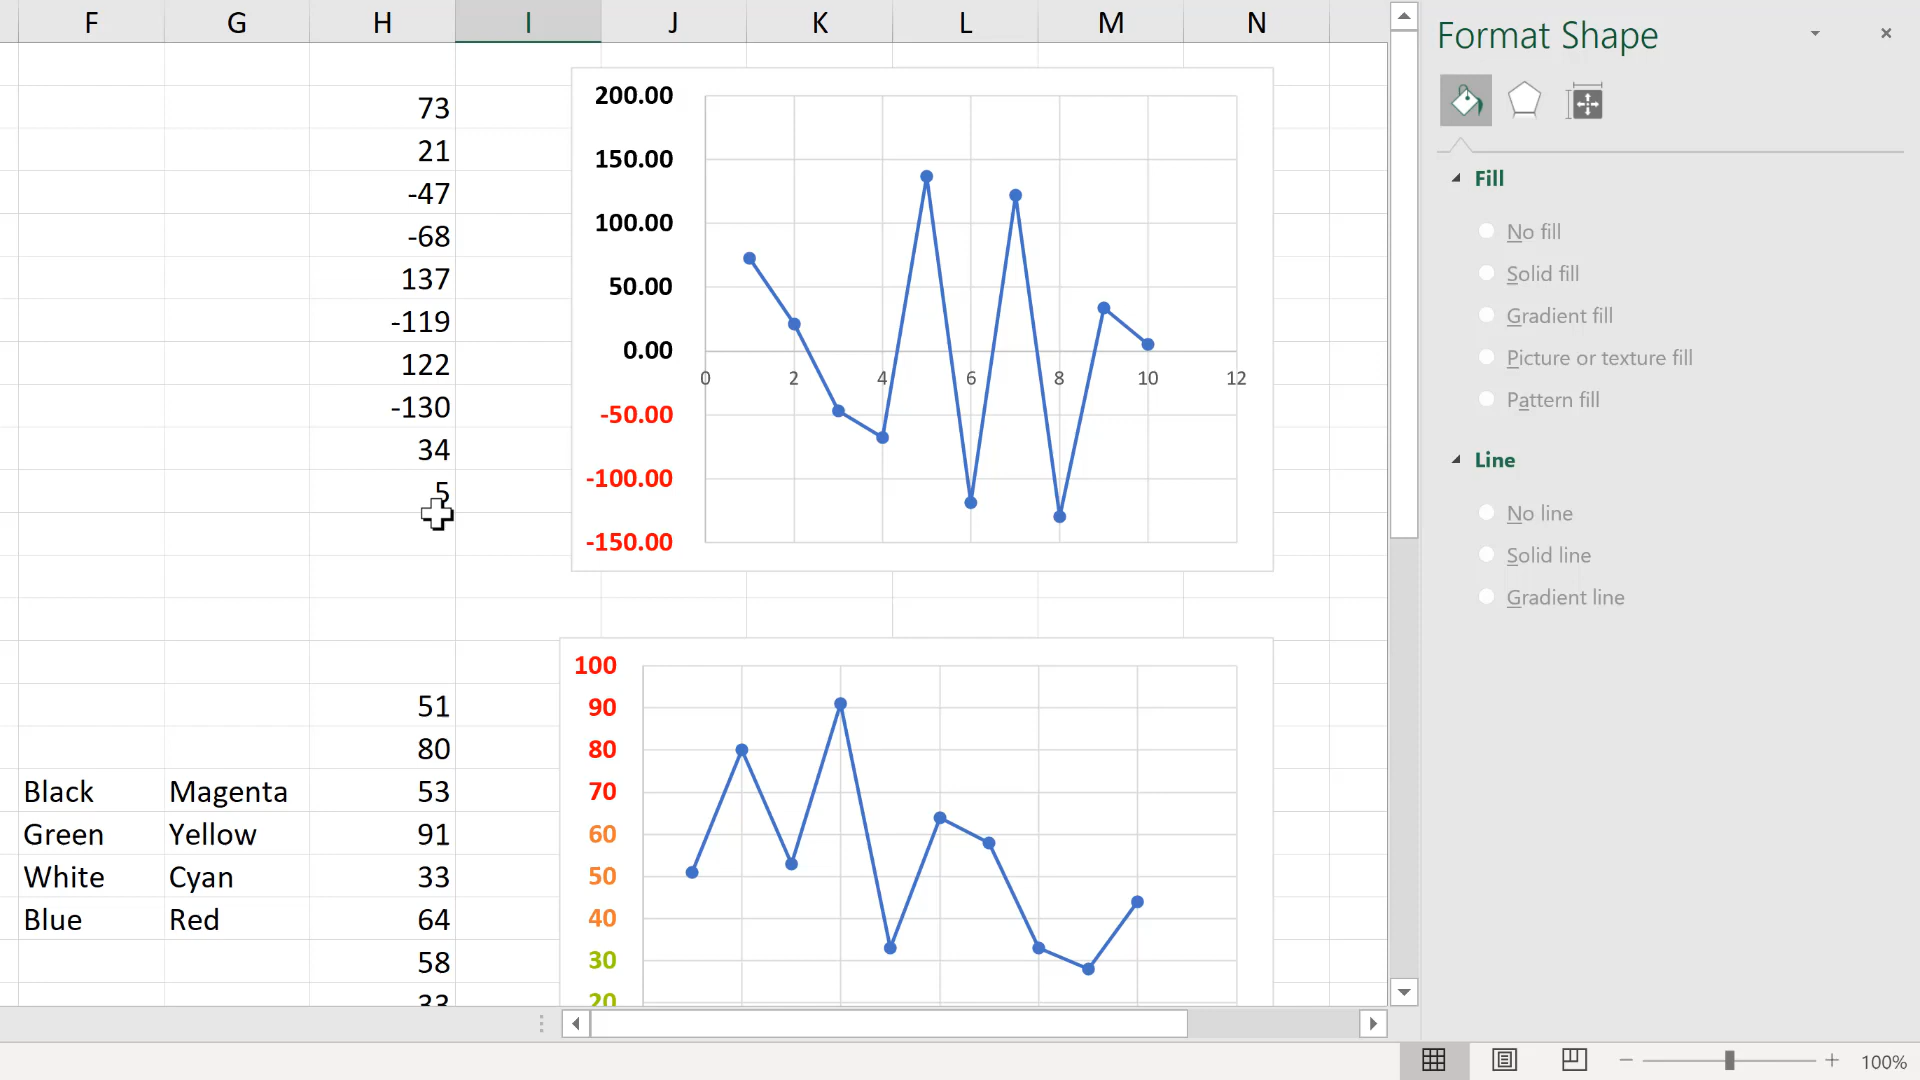 F G H I J K L M N
73
21
-47
-68
137
-119
122
-130
34
5
200.00
150.00
100.00
50.00
0.00
0 2 4 6 8 10 12
-50.00
-100.00
-150.00
51
80
Black Magenta 53
Green Yellow 91
White Cyan 33
Blue Red 64
58
33
100
90
80
70
60
50
40
30
20
Format Shape
Fill
No fill
Solid fill
Gradient fill
Picture or texture fill
Pattern fill
Line
No line
Solid line
Gradient line
100%